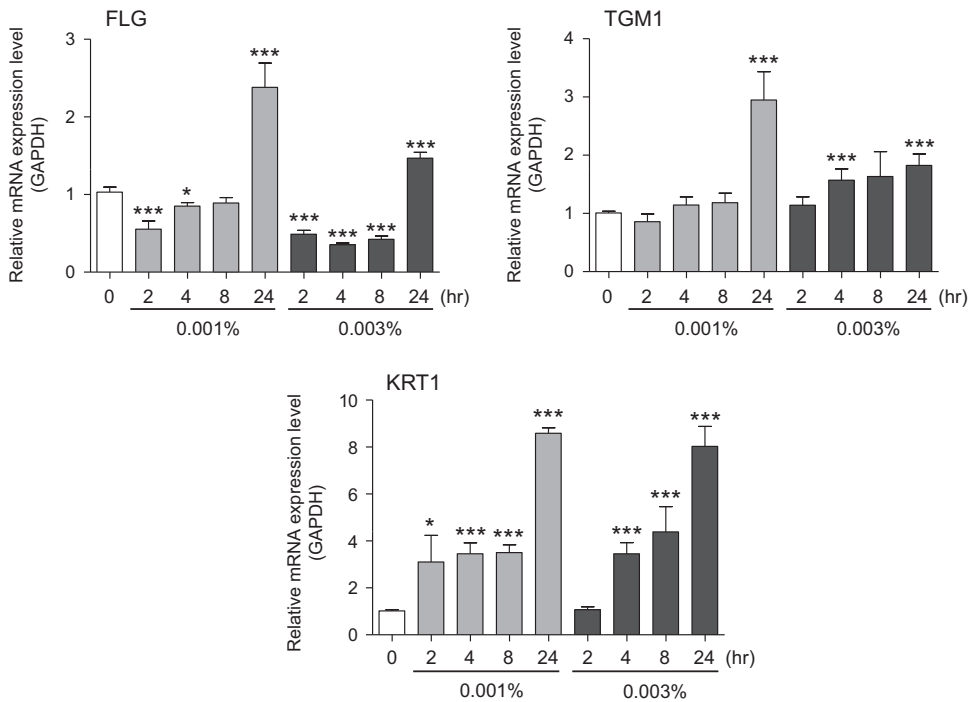 FLG
Relative mRNA expression level
(GAPDH)
3
2
1
0
***
*
***
***
***
***
***
0 2 4 8 24 2 4 8 24 (hr)
0.001% 0.003%
TGM1
Relative mRNA expression level
(GAPDH)
4
3
2
1
0
***
***
***
0 2 4 8 24 2 4 8 24 (hr)
0.001% 0.003%
KRT1
Relative mRNA expression level
(GAPDH)
10
8
6
4
2
0
*
***
***
***
***
***
***
0 2 4 8 24 2 4 8 24 (hr)
0.001% 0.003%